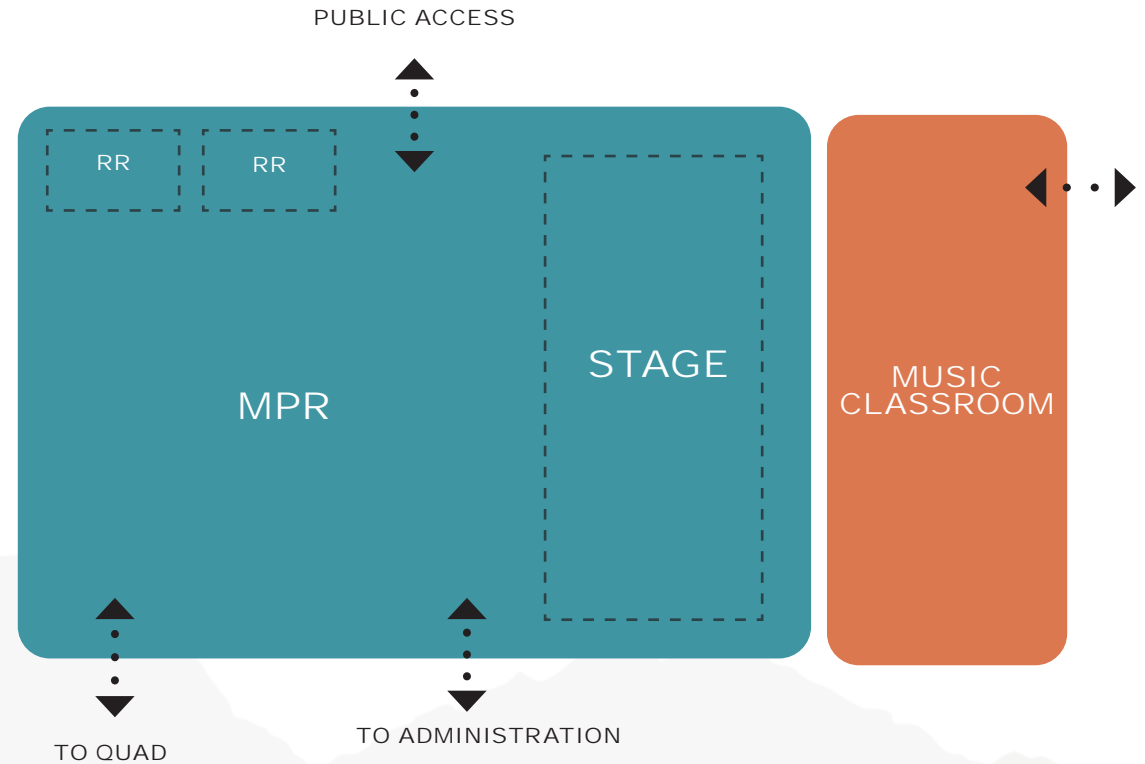 PUBLIC ACCESS
RR
RR
STAGE
MPR
MUSIC
CLASSROOM
TO ADMINISTRATION
TO QUAD